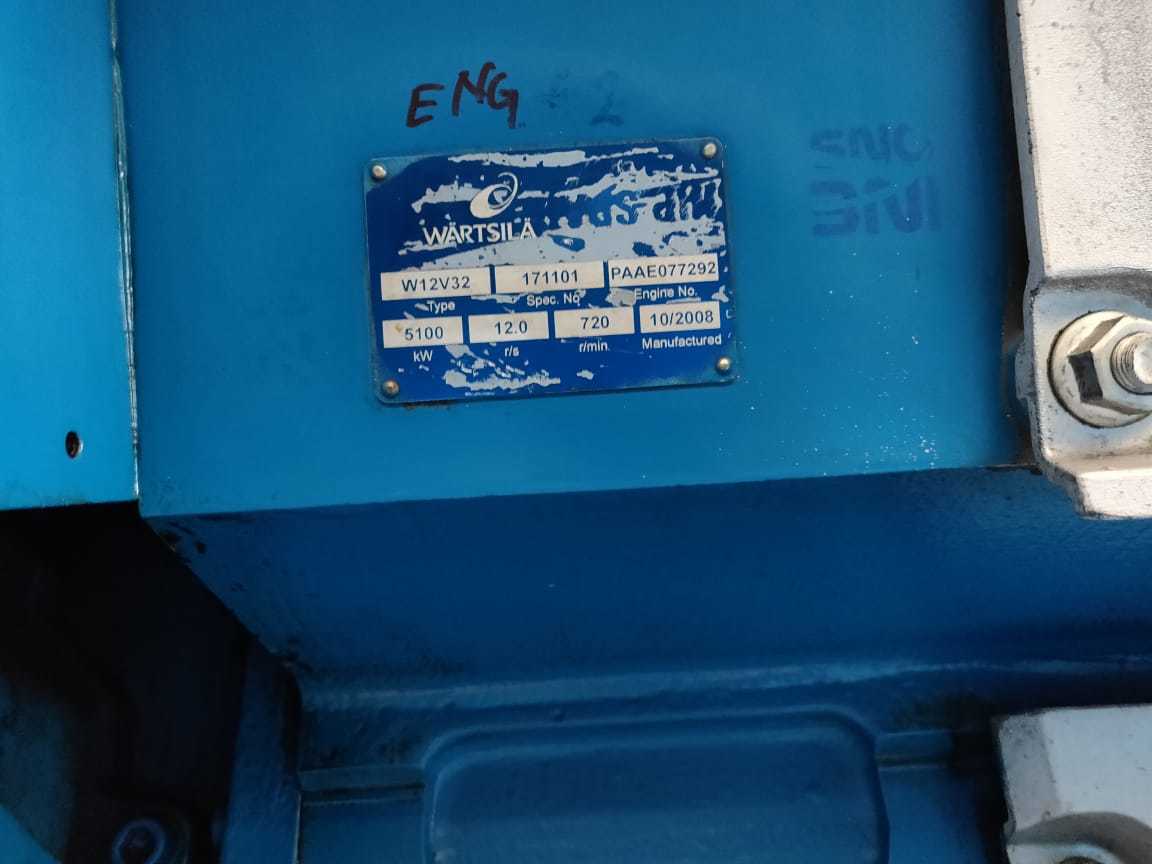 ENG 2
WÄRTSILÄ
W12V32 171101 PAAE077292
Type Spec. No Engine No.
5100 12.0 720 10/2008
kW r/s r/min Manufactured